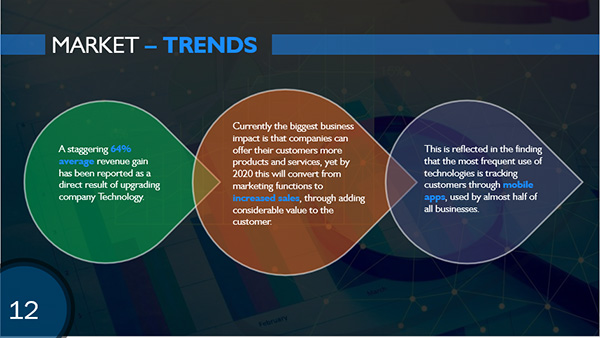 MARKET – TRENDS
A staggering 64%
average revenue gain
has been reported as a
direct result of upgrading
company Technology.
Currently the biggest business
impact is that companies can
offer their customers more
products and services, yet by
2020 this will convert from
marketing functions to
increased sales, through adding
considerable value to the
customer.
This is reflected in the finding
that the most frequent use of
technologies is tracking
customers through mobile
apps, used by almost half of
all businesses.
February
12